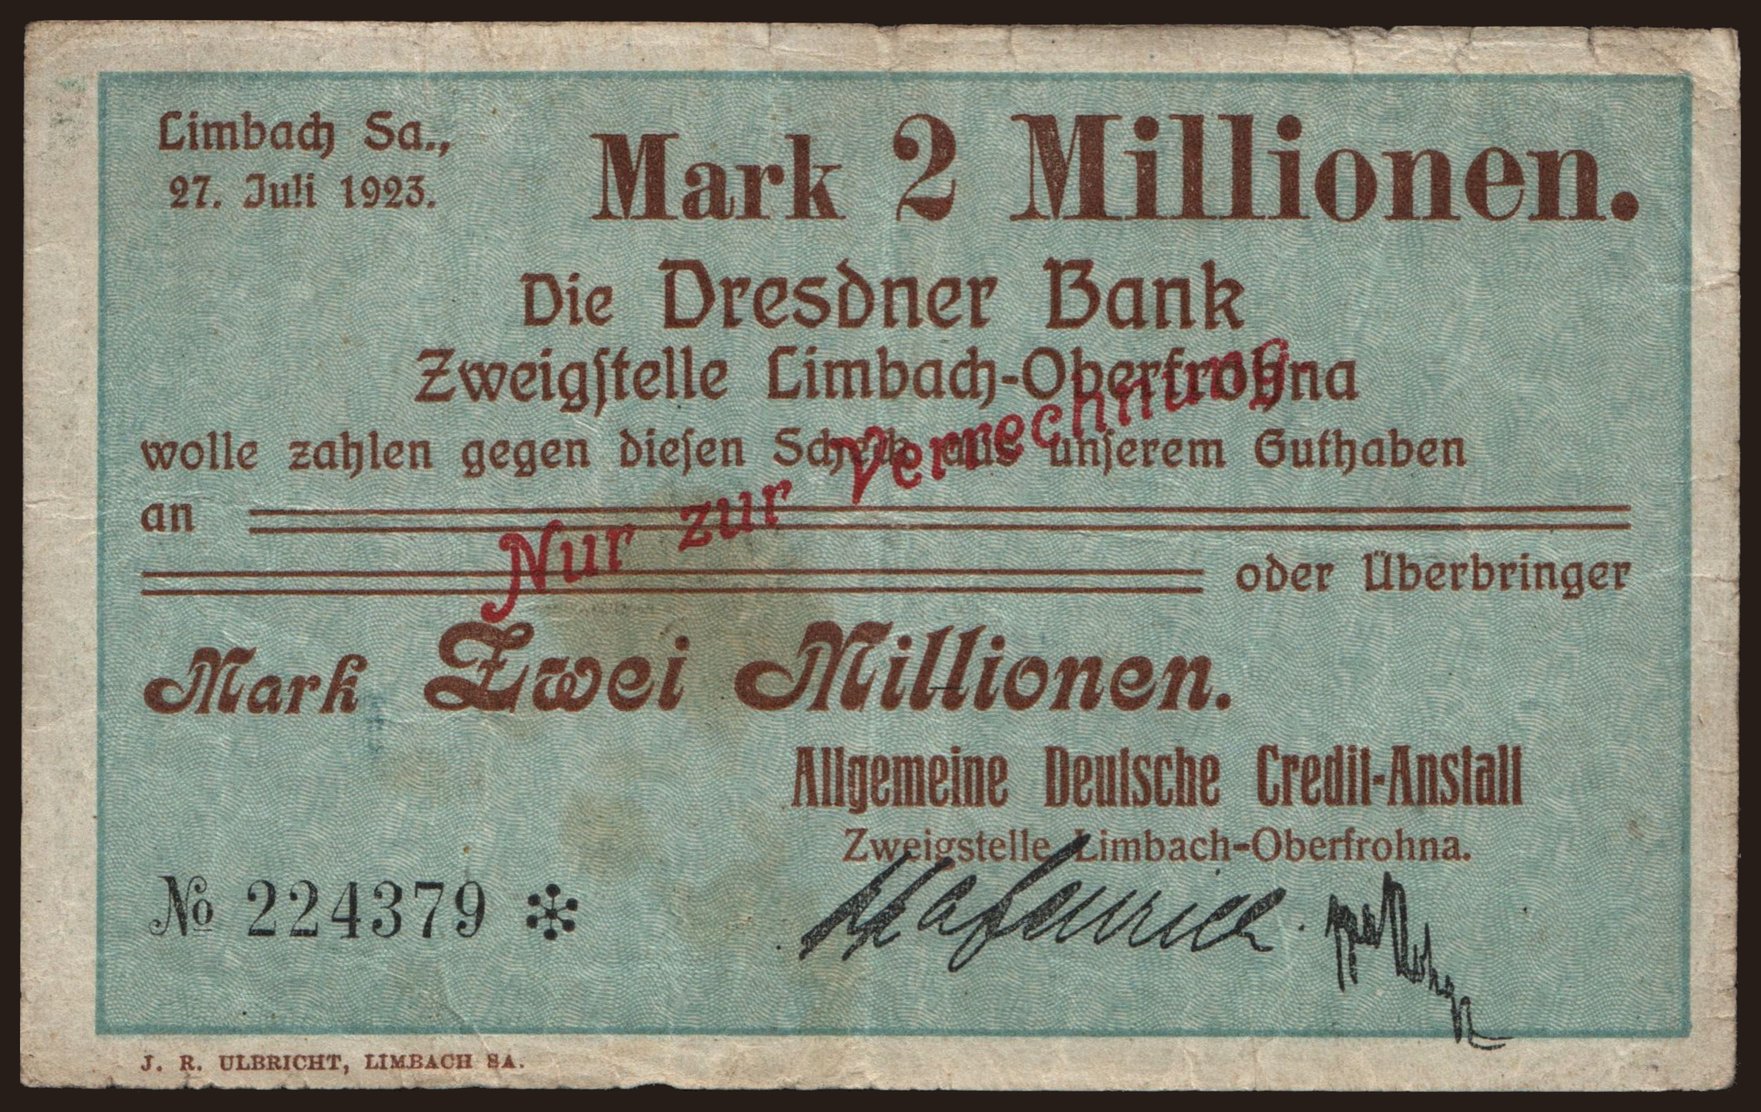 Limbach Sa.,
27. Juli 1923.
Mark 2 Millionen.
Die Dresdner Bank
Zweigstelle Limbach-Oberfrohna
wolle zahlen gegen diesen Scheck aus unserem Guthaben
an
oder Überbringer
Nur zur Verrechnung
Mark Zwei Millionen.
Allgemeine Deutsche Credit-Anstalt
Zweigstelle Limbach-Oberfrohna.
№ 224379 *
J. R. ULBRICHT, LIMBACH SA.